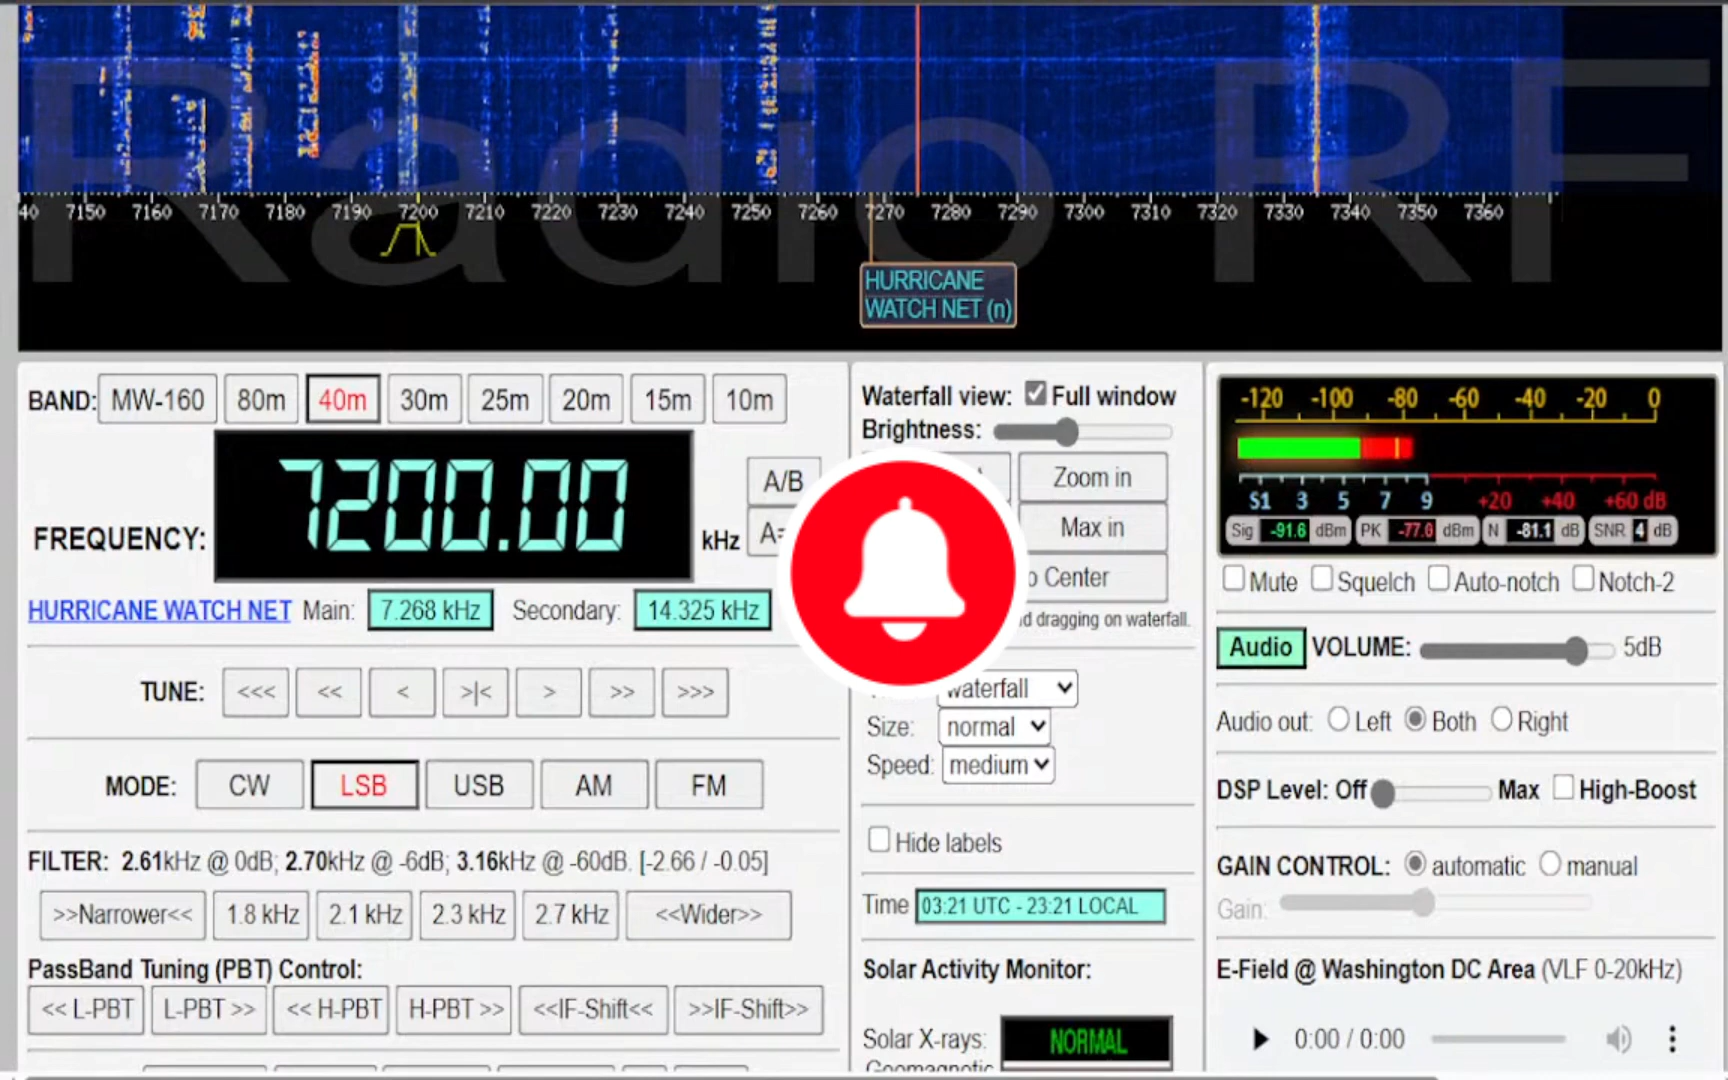 Radio RF
40 7150 7160 7170 7180 7190 7200 7210 7220 7230 7240 7250 7260 7270 7280 7290 7300 7310 7320 7330 7340 7350 7360
HURRICANE
WATCH NET (n)
BAND: MW-160 80m 40m 30m 25m 20m 15m 10m
FREQUENCY: 7200.00 kHz
A/B
A=
HURRICANE WATCH NET Main: 7.268 kHz Secondary: 14.325 kHz
TUNE: <<< << < >|< > >> >>>
MODE: CW LSB USB AM FM
FILTER: 2.61kHz @ 0dB; 2.70kHz @ -6dB; 3.16kHz @ -60dB. [-2.66 / -0.05]
>>Narrower<< 1.8 kHz 2.1 kHz 2.3 kHz 2.7 kHz <<Wider>>
PassBand Tuning (PBT) Control:
<< L-PBT L-PBT >> << H-PBT H-PBT >> <<IF-Shift<< >>IF-Shift>>
Waterfall view: Full window
Brightness:
Zoom in
Max in
Center
dragging on waterfall.
waterfall
Size: normal
Speed: medium
Hide labels
Time 03:21 UTC - 23:21 LOCAL
Solar Activity Monitor:
Solar X-rays: NORMAL
Geomagnetic
-120 -100 -80 -60 -40 -20 0
S1 3 5 7 9 +20 +40 +60 dB
Sig -91.6 dBm PK -77.0 dBm N -81.1 dB SNR 4 dB
Mute Squelch Auto-notch Notch-2
Audio VOLUME: 5dB
Audio out: Left Both Right
DSP Level: Off Max High-Boost
GAIN CONTROL: automatic manual
Gain:
E-Field @ Washington DC Area (VLF 0-20kHz)
0:00 / 0:00